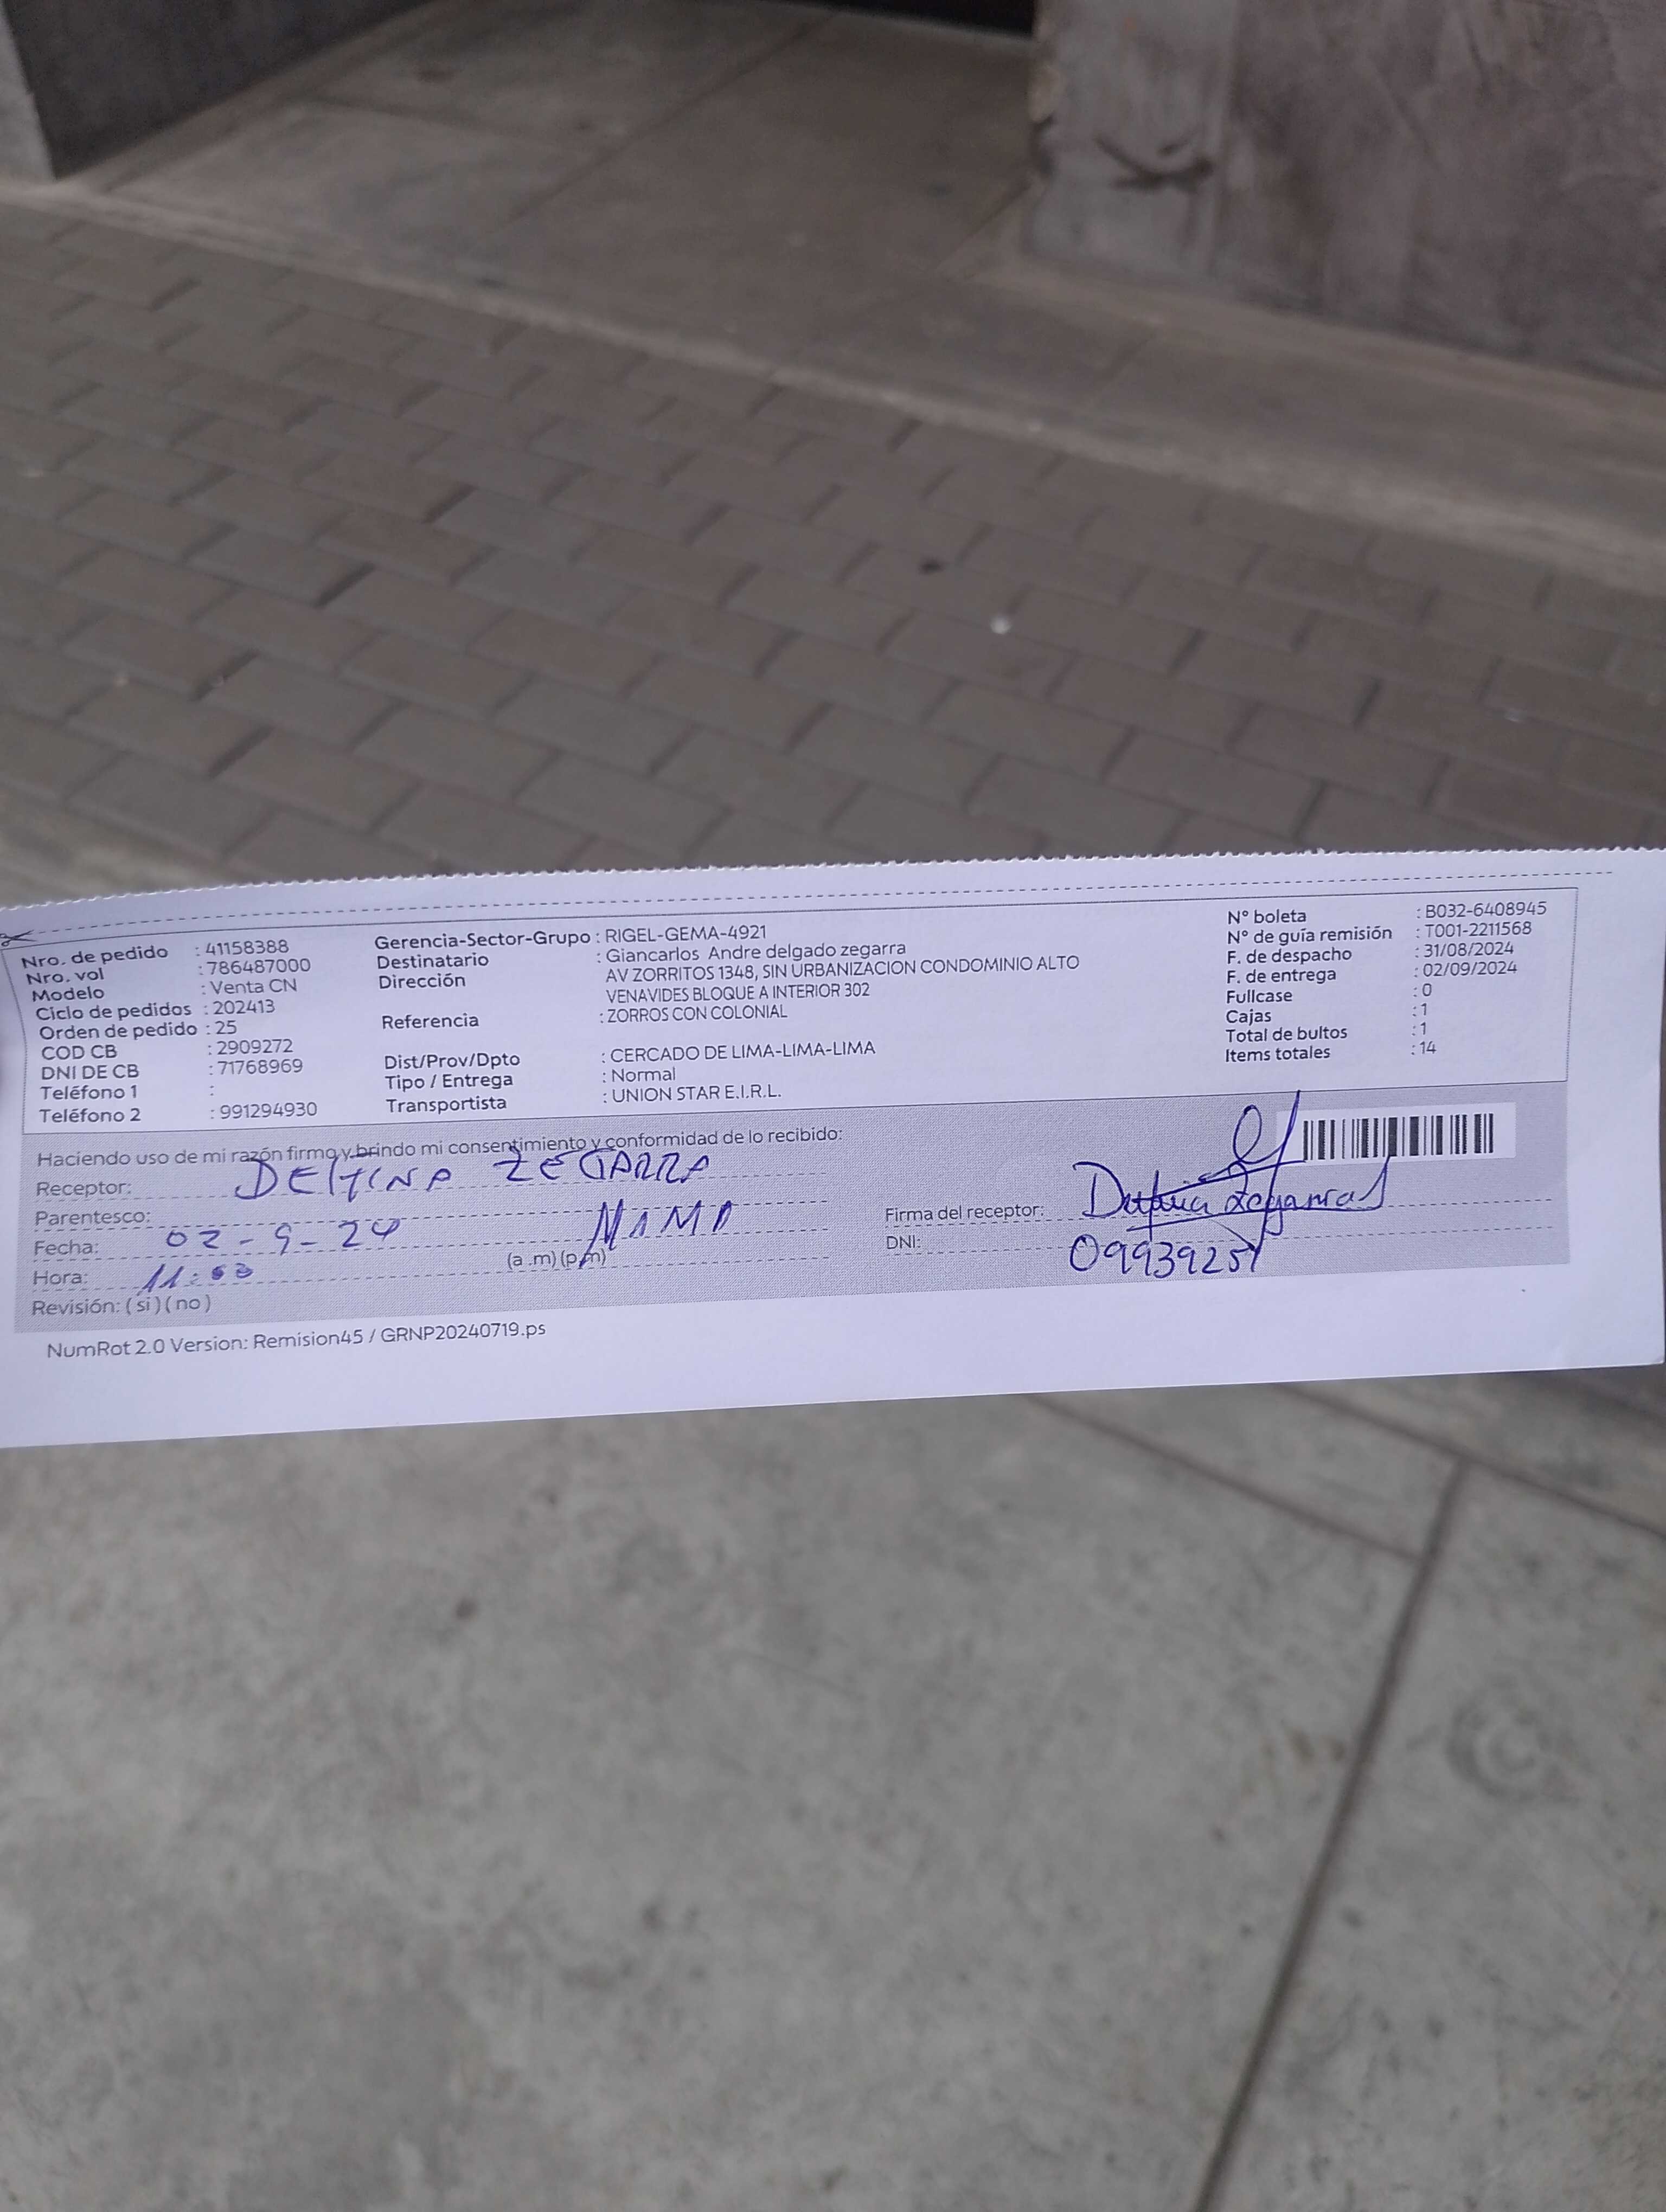 Nro. de pedido : 41158388
Nro. vol : 786487000
Modelo : Venta CN
Ciclo de pedidos : 202413
Orden de pedido : 25
COD CB : 2909272
DNI DE CB : 71768969
Teléfono 1 :
Teléfono 2 : 991294930
Gerencia-Sector-Grupo : RIGEL-GEMA-4921
Destinatario : Giancarlos Andre delgado zegarra
Dirección AV ZORRITOS 1348, SIN URBANIZACION CONDOMINIO ALTO
VENAVIDES BLOQUE A INTERIOR 302
Referencia : ZORROS CON COLONIAL
Dist/Prov/Dpto : CERCADO DE LIMA-LIMA-LIMA
Tipo / Entrega : Normal
Transportista : UNION STAR E.I.R.L.
N° boleta : B032-6408945
N° de guía remisión : T001-2211568
F. de despacho : 31/08/2024
F. de entrega : 02/09/2024
Fullcase : 0
Cajas : 1
Total de bultos : 1
Items totales : 14
Haciendo uso de mi razón firmo y brindo mi consentimiento y conformidad de lo recibido:
Receptor: ZEGARRA
Parentesco: MAMA
Fecha: 02-9-24
Hora: (a.m) (p.m)
Revisión: ( si ) ( no )
Firma del receptor:
DNI:
NumRot 2.0 Version: Remision45 / GRNP20240719.ps